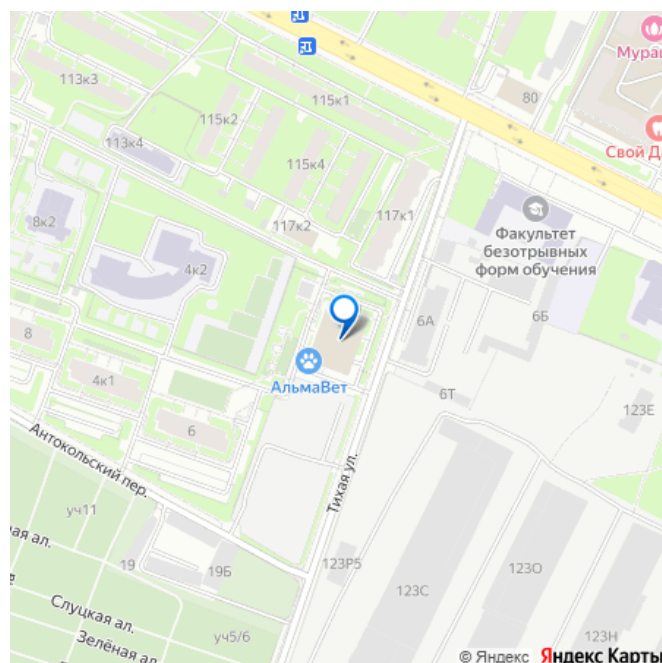 113к3
115к1
Мураш
80
115к2
113к4
115к4
Свой Д
117к2
117к1
8к2
Факультет
безотрывных
форм обучения
4к2
6А
6Б
8
АльмаВет
4к1
6Т
123Е
6
Антокольский пер.
Тихая ул.
уч11
ная ал.
19
19Б
123Р5
123С
123О
Слуцкая ал.
Зелёная ал.
уч5/6
123Н
© Яндекс Яндекс Карты